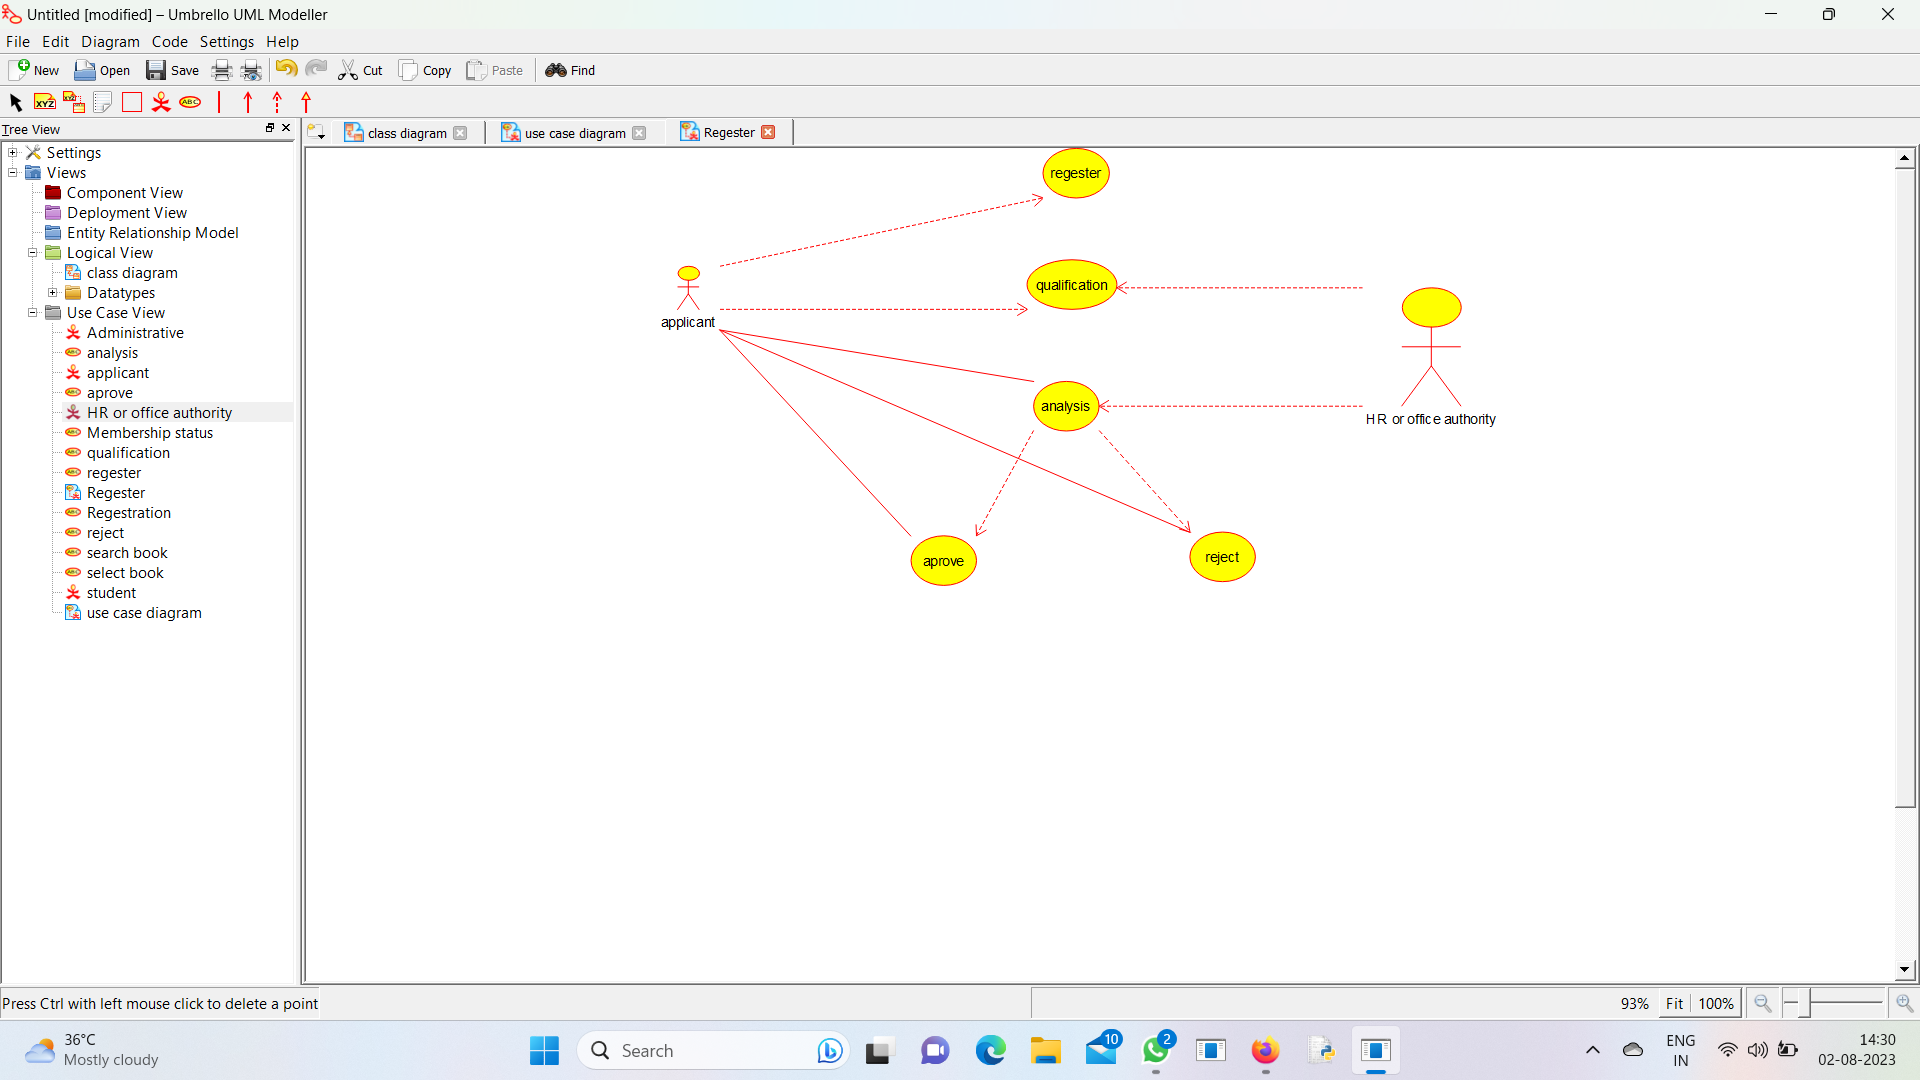 Untitled [modified] – Umbrello UML Modeller
File Edit Diagram Code Settings Help
New Open Save Cut Copy Paste Find
XYZ XYZ ABC
Tree View
class diagram use case diagram Regester
Settings
Views
Component View
Deployment View
Entity Relationship Model
Logical View
class diagram
Datatypes
Use Case View
Administrative
analysis
applicant
aprove
HR or office authority
Membership status
qualification
regester
Regester
Regestration
reject
search book
select book
student
use case diagram
regester
qualification
applicant
analysis
HR or office authority
aprove
reject
Press Ctrl with left mouse click to delete a point
93% Fit 100%
36°C
Mostly cloudy
Search
10
2
ENG
IN
14:30
02-08-2023